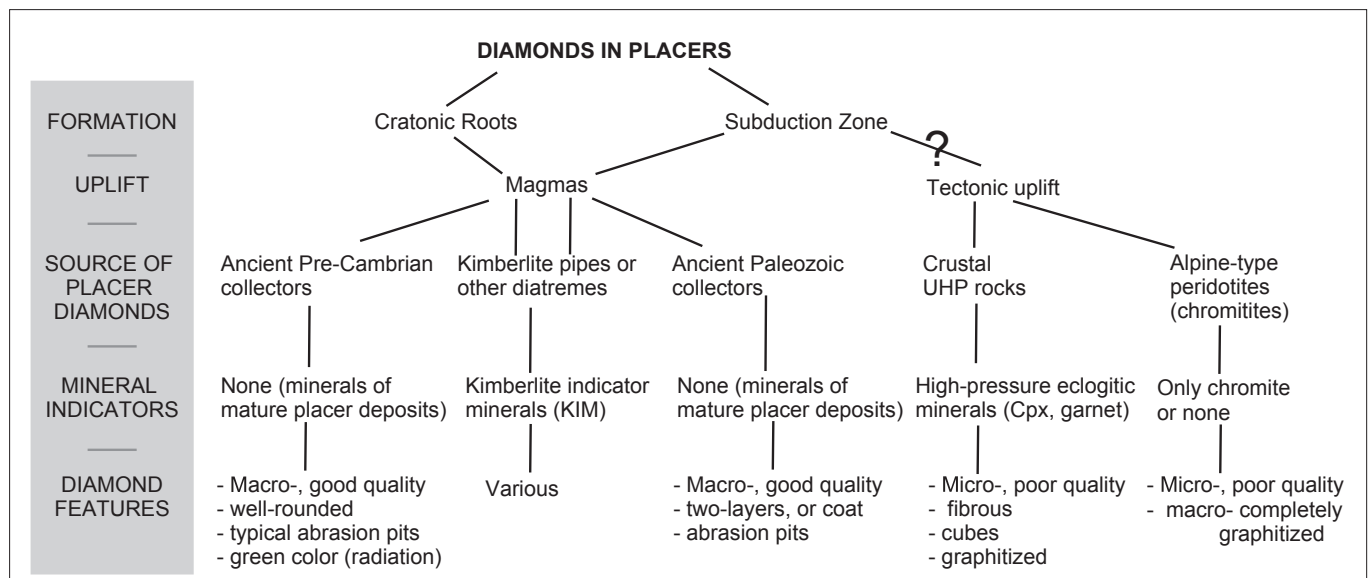 DIAMONDS IN PLACERS
FORMATION
Cratonic Roots
Subduction Zone
?
UPLIFT
Magmas
Tectonic uplift
SOURCE OF
PLACER
DIAMONDS
Ancient Pre-Cambrian
collectors
Kimberlite pipes or
other diatremes
Ancient Paleozoic
collectors
Crustal
UHP rocks
Alpine-type
peridotites
(chromitites)
MINERAL
INDICATORS
None (minerals of
mature placer deposits)
Kimberlite indicator
minerals (KIM)
None (minerals of
mature placer deposits)
High-pressure eclogitic
minerals (Cpx, garnet)
Only chromite
or none
DIAMOND
FEATURES
- Macro-, good quality
- well-rounded
- typical abrasion pits
- green color (radiation)
Various
- Macro-, good quality
- two-layers, or coat
- abrasion pits
- Micro-, poor quality
- fibrous
- cubes
- graphitized
- Micro-, poor quality
- macro- completely
graphitized